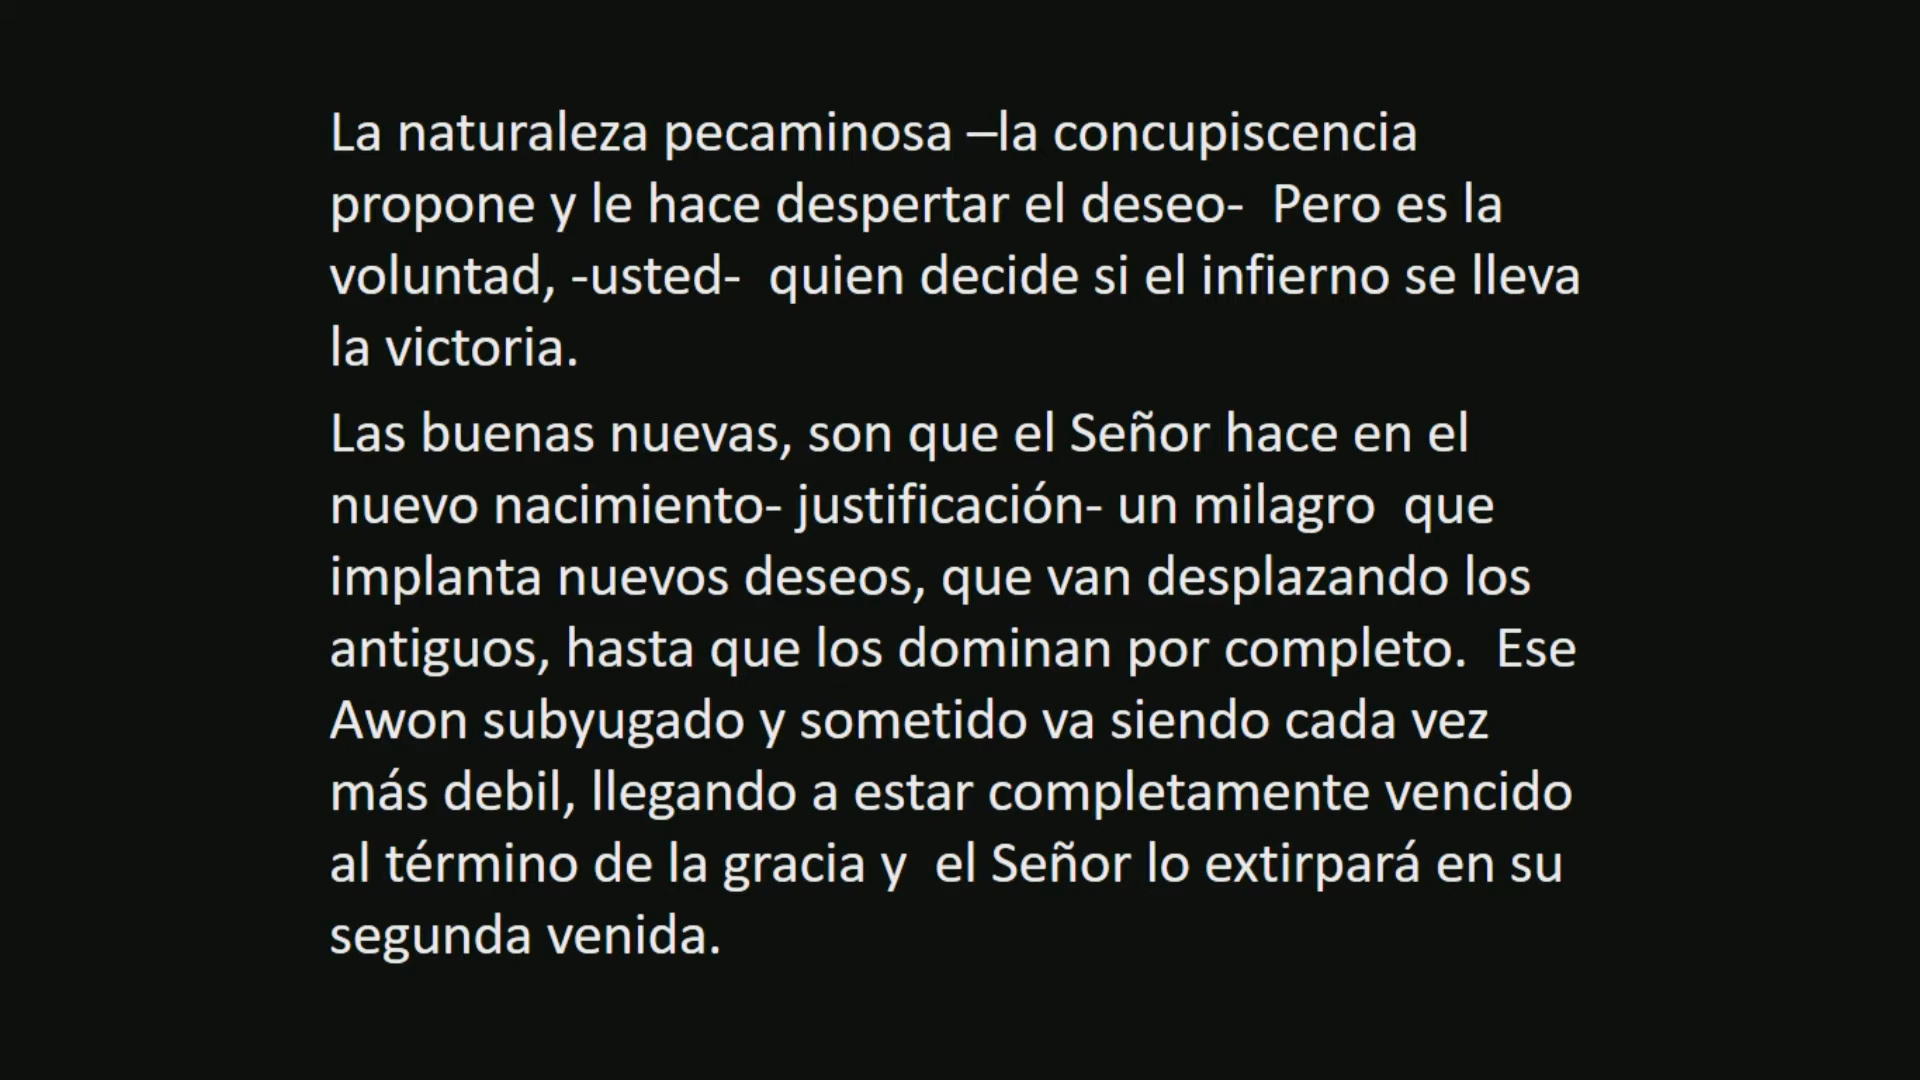 La naturaleza pecaminosa –la concupiscencia
propone y le hace despertar el deseo-  Pero es la
voluntad, -usted-  quien decide si el infierno se lleva
la victoria.
Las buenas nuevas, son que el Señor hace en el
nuevo nacimiento- justificación- un milagro  que
implanta nuevos deseos, que van desplazando los
antiguos, hasta que los dominan por completo.  Ese
Awon subyugado y sometido va siendo cada vez
más debil, llegando a estar completamente vencido
al término de la gracia y  el Señor lo extirpará en su
segunda venida.